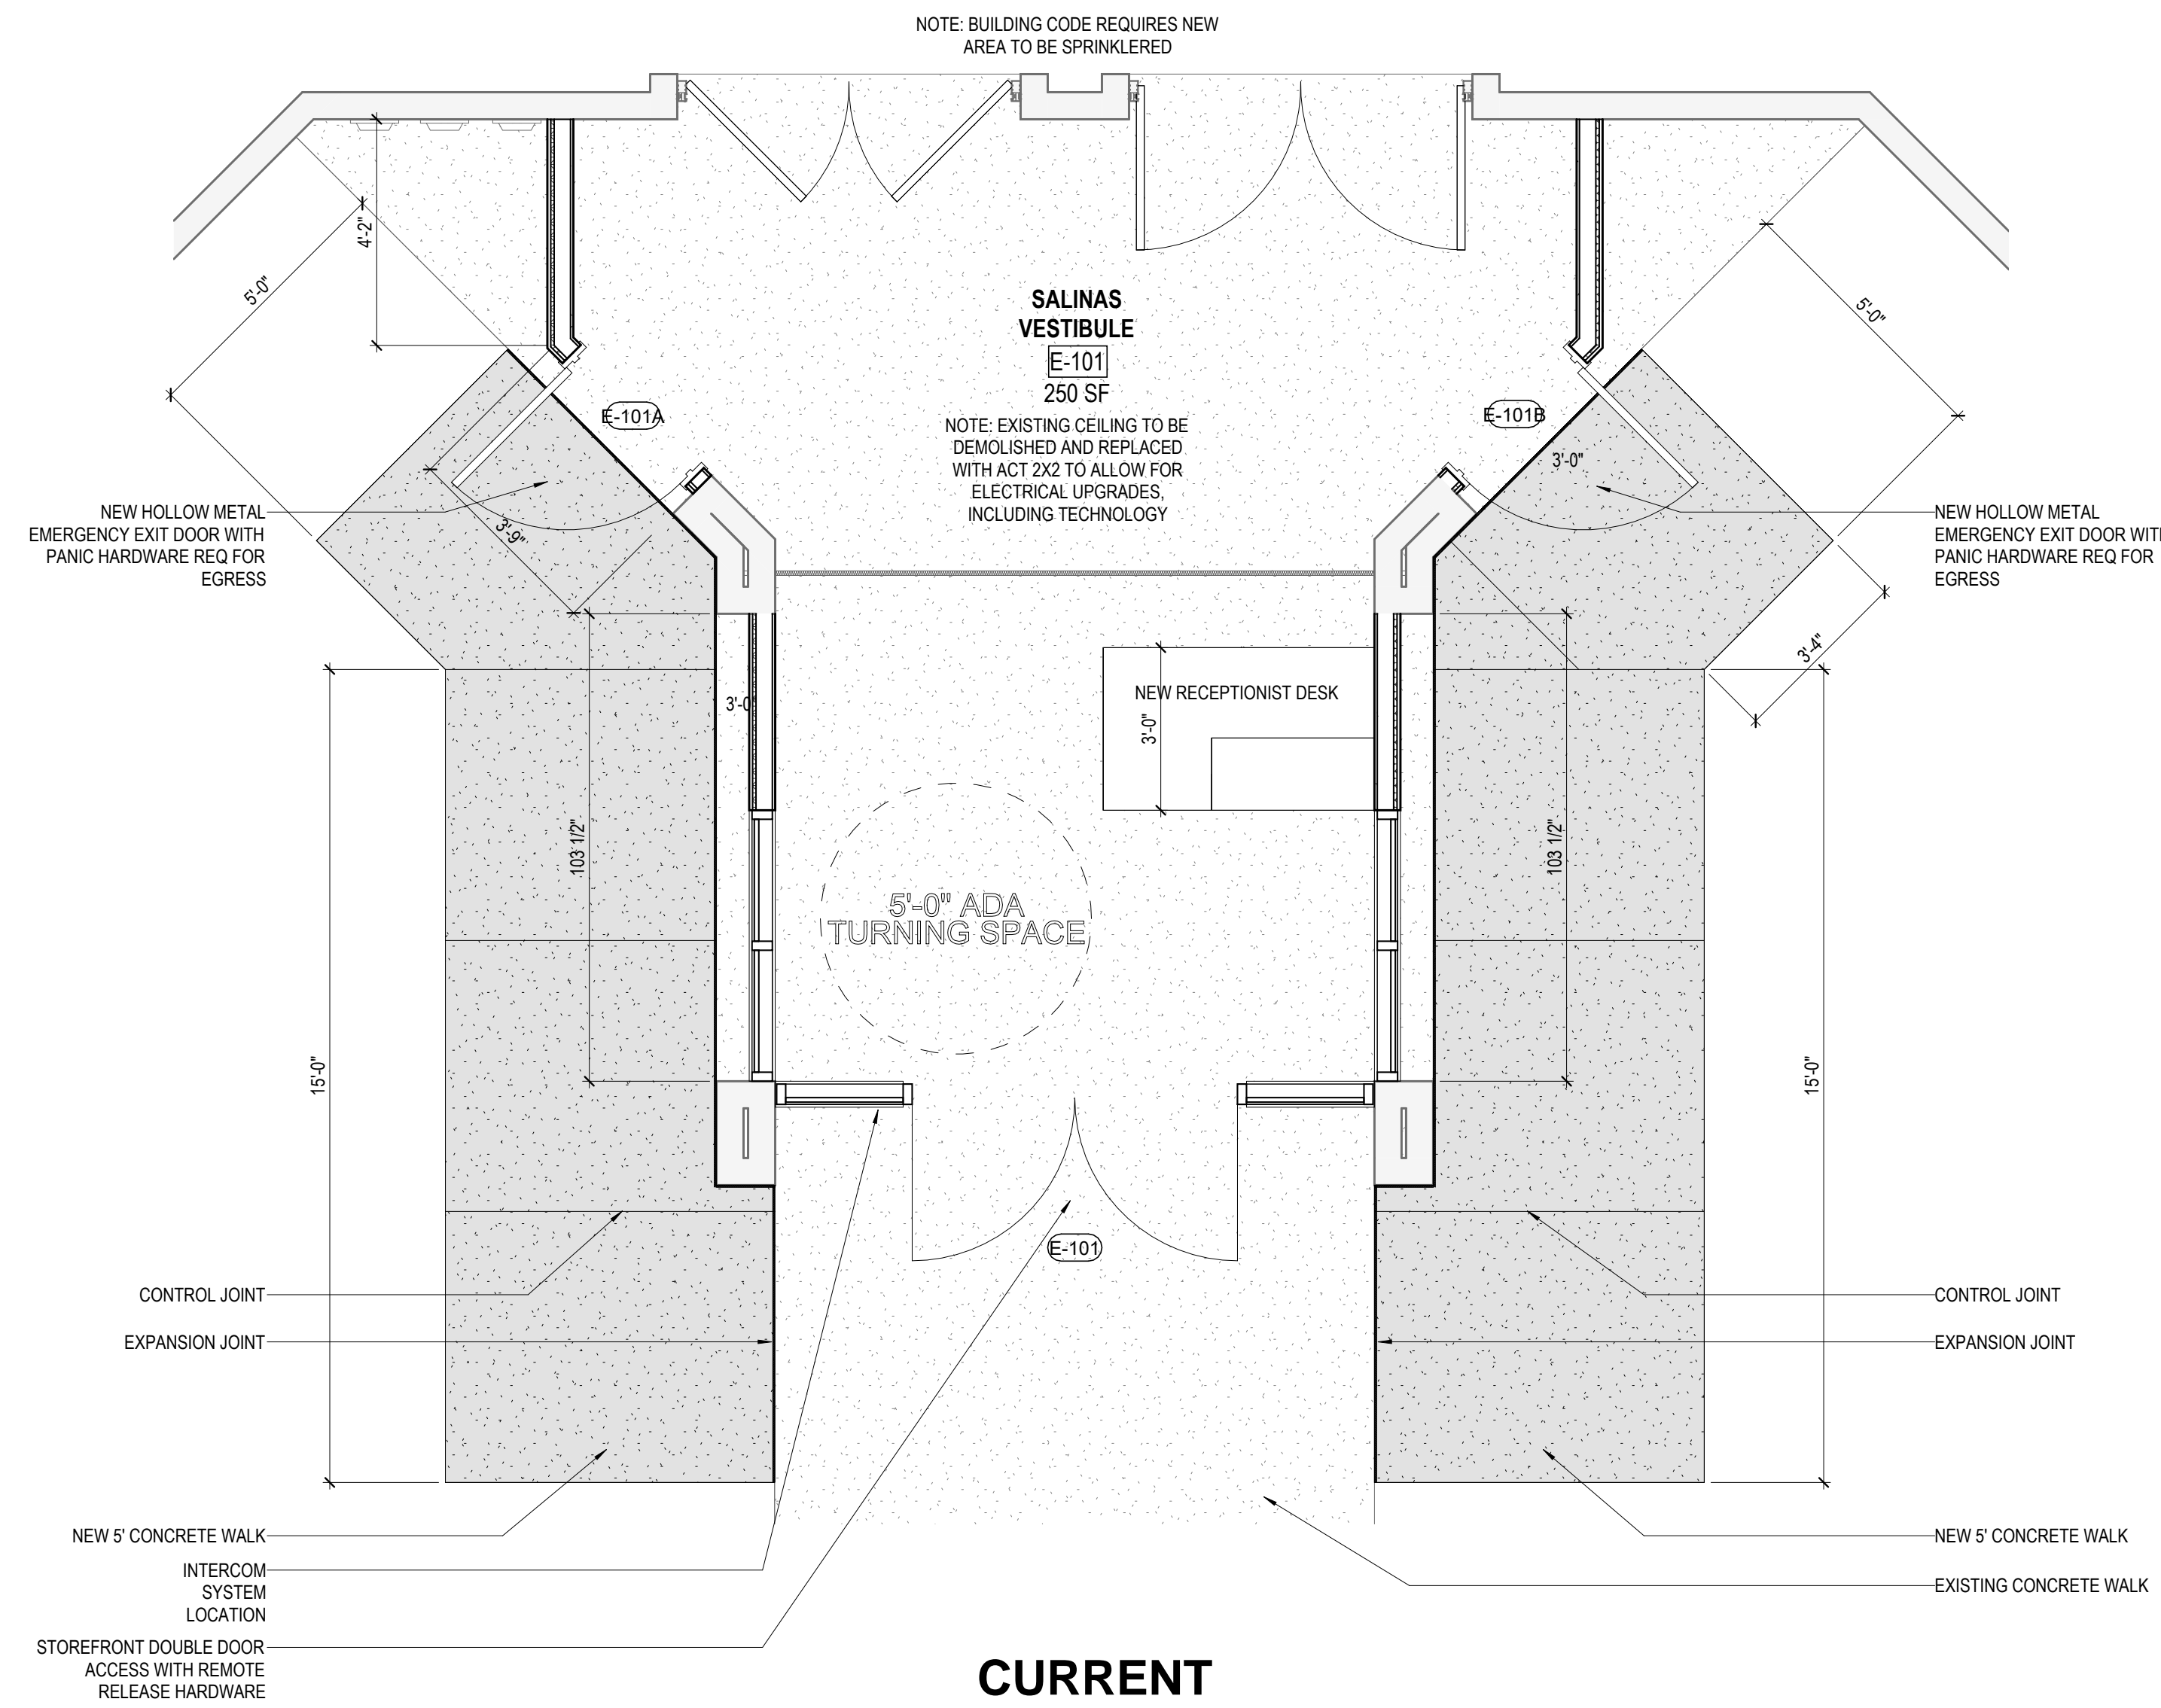 NOTE: BUILDING CODE REQUIRES NEW
AREA TO BE SPRINKLERED
4'-2"
5'-0"
5'-0"
SALINAS
VESTIBULE
E-101
250 SF
NOTE: EXISTING CEILING TO BE
DEMOLISHED AND REPLACED
WITH ACT 2X2 TO ALLOW FOR
ELECTRICAL UPGRADES,
INCLUDING TECHNOLOGY
E-101A
E-101B
3'-0"
NEW HOLLOW METAL
EMERGENCY EXIT DOOR WITH
PANIC HARDWARE REQ FOR
EGRESS
3'-9"
NEW HOLLOW METAL
EMERGENCY EXIT DOOR WITH
PANIC HARDWARE REQ FOR
EGRESS
3'-4"
3'-0"
NEW RECEPTIONIST DESK
3'-0"
103 1/2"
103 1/2"
5'-0" ADA
TURNING SPACE
15'-0"
15'-0"
E-101
CONTROL JOINT
EXPANSION JOINT
CONTROL JOINT
EXPANSION JOINT
NEW 5' CONCRETE WALK
INTERCOM
SYSTEM
LOCATION
STOREFRONT DOUBLE DOOR
ACCESS WITH REMOTE
RELEASE HARDWARE
NEW 5' CONCRETE WALK
EXISTING CONCRETE WALK
CURRENT